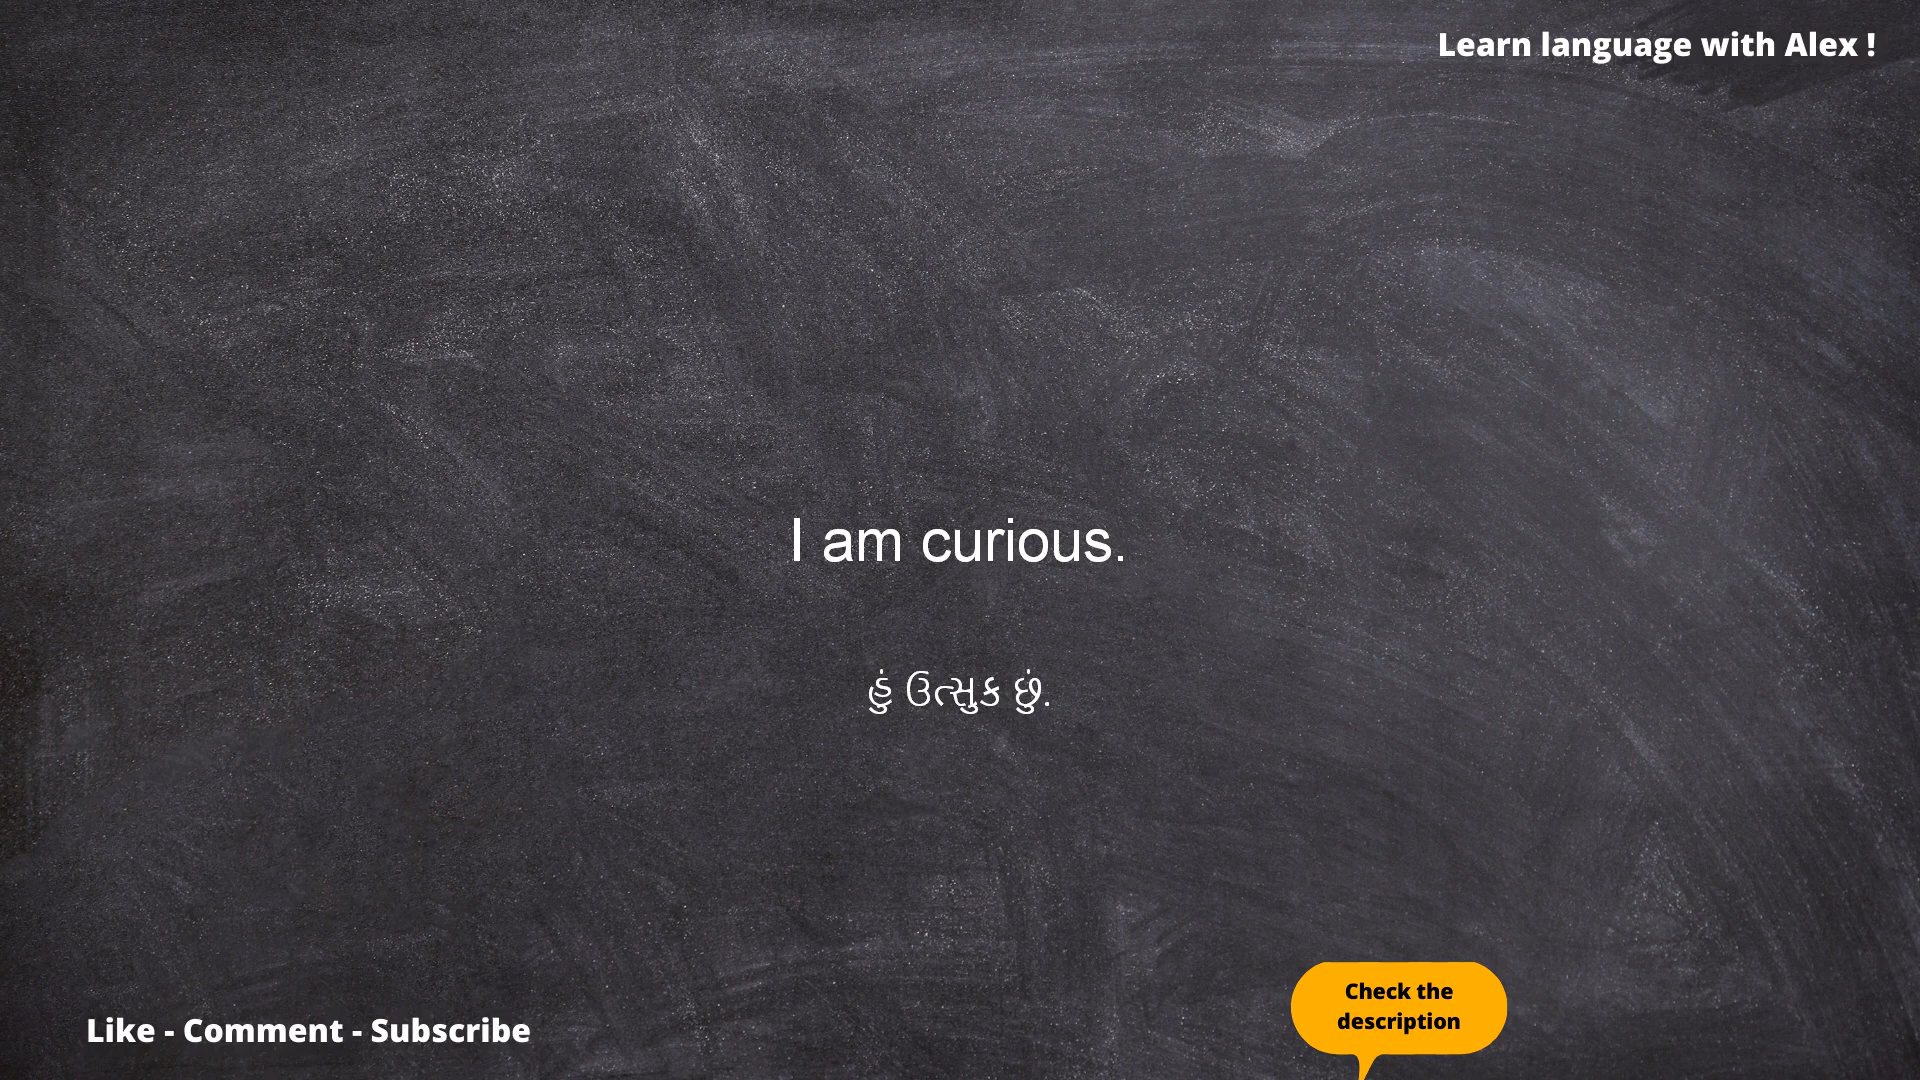 Learn language with Alex !
I am curious.
હું ઉત્સુક છું.
Check the
description
Like - Comment - Subscribe